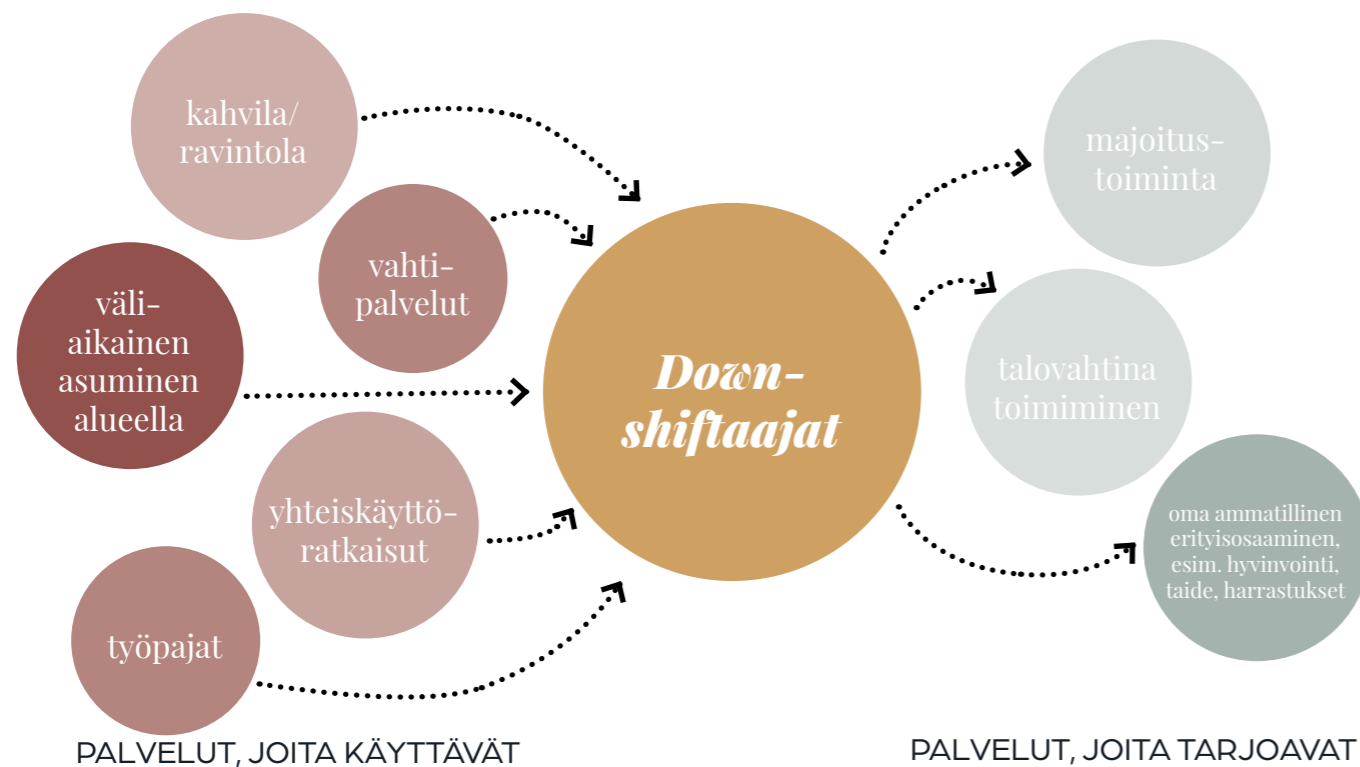 kahvila/
ravintola
vahti-
palvelut
väli-
aikainen
asuminen
alueella
yhteiskäyttö-
ratkaisut
työpajat
PALVELUT, JOITA KÄYTTÄVÄT
Down-
shiftaajat
majoitus-
toiminta
talovahtina
toimiminen
oma ammatillinen
erityisosaaminen,
esim. hyvinvointi,
taide, harrastukset
PALVELUT, JOITA TARJOAVAT